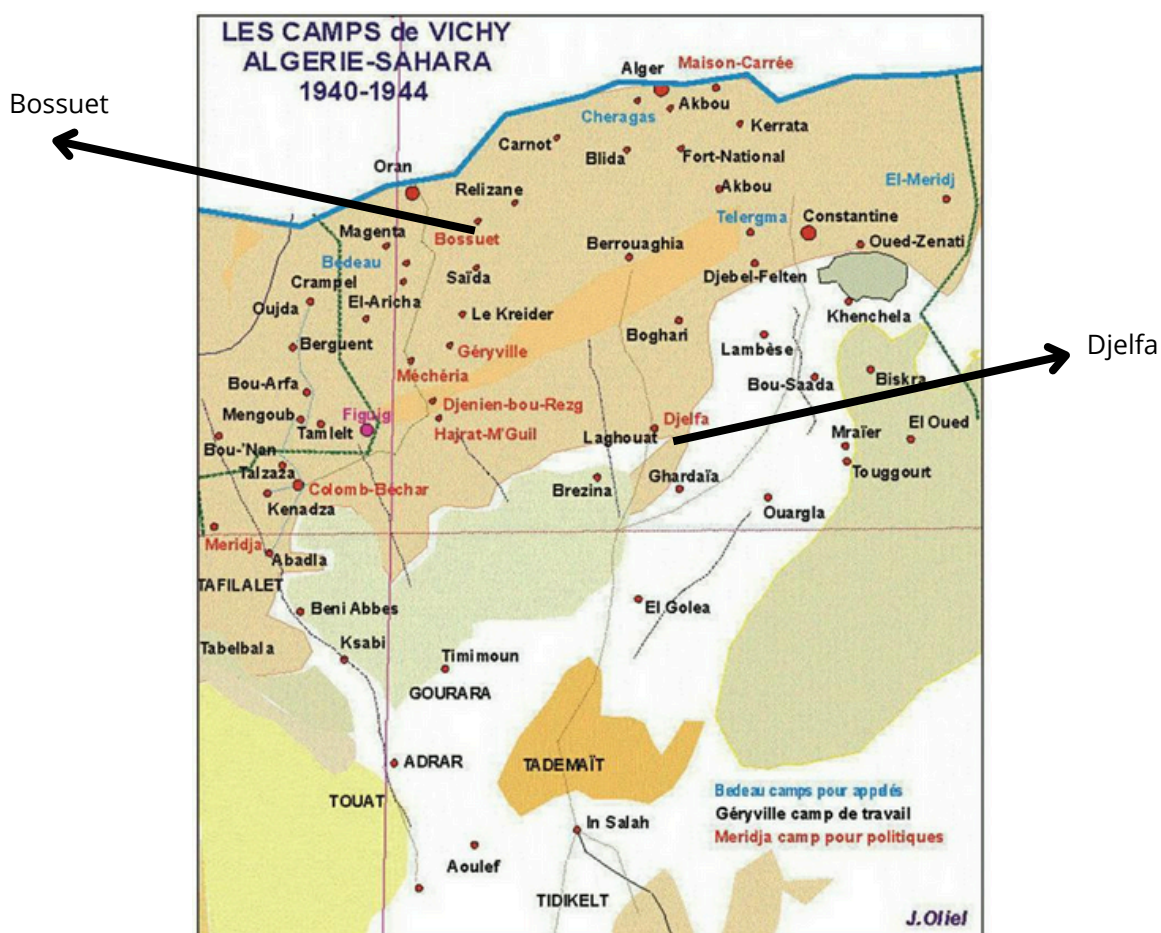 LES CAMPS de VICHY
ALGERIE-SAHARA
1940-1944
Bossuet
Djelfa
Alger
Maison-Carrée
Cheragas
Akbou
Kerrata
Carnot
Blida
Fort-National
Oran
Relizane
Akbou
El-Meridj
Magenta
Bossuet
Telergma
Constantine
Bedeau
Berrouaghia
Oued-Zenati
Crampel
Saïda
Djebel-Felten
Oujda
El-Aricha
Le Kreider
Khenchela
Berguent
Géryville
Boghari
Lambèse
Bou-Arfa
Méchéria
Bou-Saada
Biskra
Mengoub
Figuig
Djenien-bou-Rezg
Tamlelt
Hajrat-M'Guil
Djelfa
El Oued
Bou-'Nan
Laghouat
Mraïer
Talzaza
Touggourt
Colomb-Béchar
Brezina
Ghardaïa
Kenadza
Ouargla
Meridja
Abadla
TAFILALET
Beni Abbes
El Golea
Tabelbala
Ksabi
Timimoun
GOURARA
ADRAR
TADEMAÏT
TOUAT
Bedeau camps pour appélés
Géryville camp de travail
Meridja camp pour politiques
In Salah
Aoulef
TIDIKELT
J.Oliel